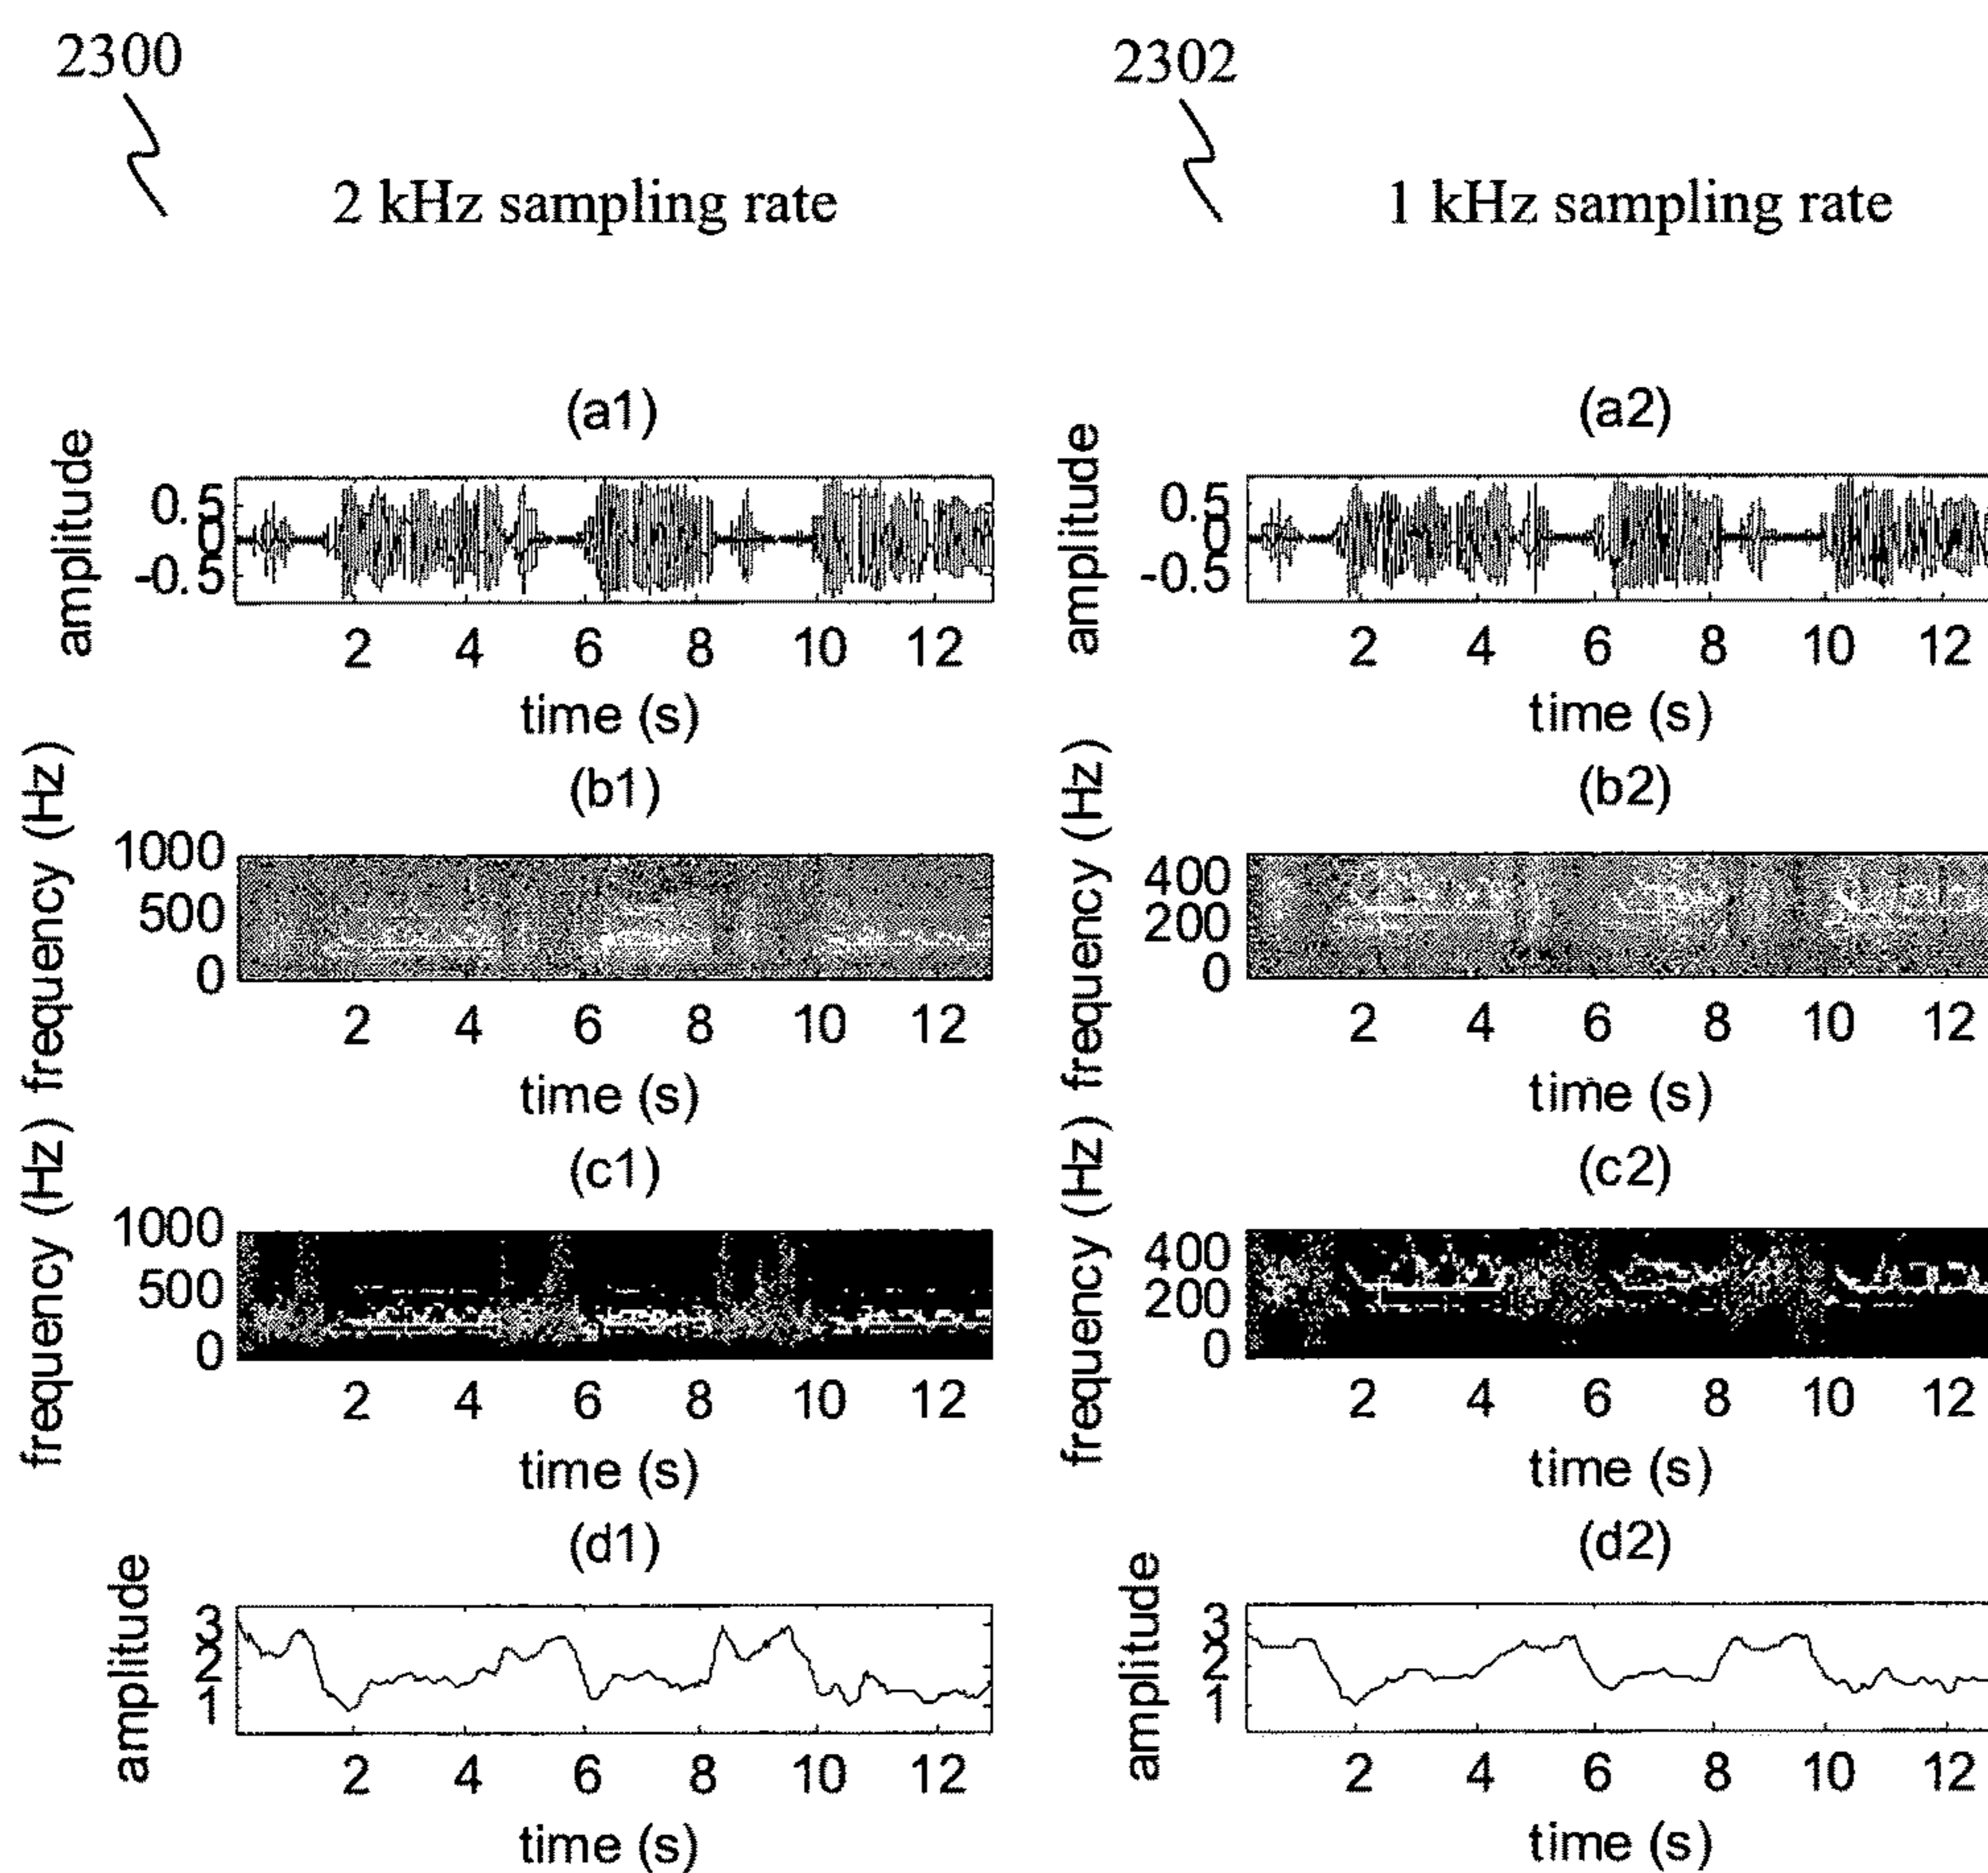 2300
2302
2 kHz sampling rate
1 kHz sampling rate
(a1)
amplitude
0.5
0
-0.5
2 4 6 8 10 12
time (s)
(a2)
amplitude
0.5
0
-0.5
2 4 6 8 10 12
time (s)
(b1)
frequency (Hz)
1000
500
0
2 4 6 8 10 12
time (s)
(b2)
frequency (Hz)
400
200
0
2 4 6 8 10 12
time (s)
(c1)
frequency (Hz)
1000
500
0
2 4 6 8 10 12
time (s)
(c2)
frequency (Hz)
400
200
0
2 4 6 8 10 12
time (s)
(d1)
amplitude
3
2
1
2 4 6 8 10 12
time (s)
(d2)
amplitude
3
2
1
2 4 6 8 10 12
time (s)